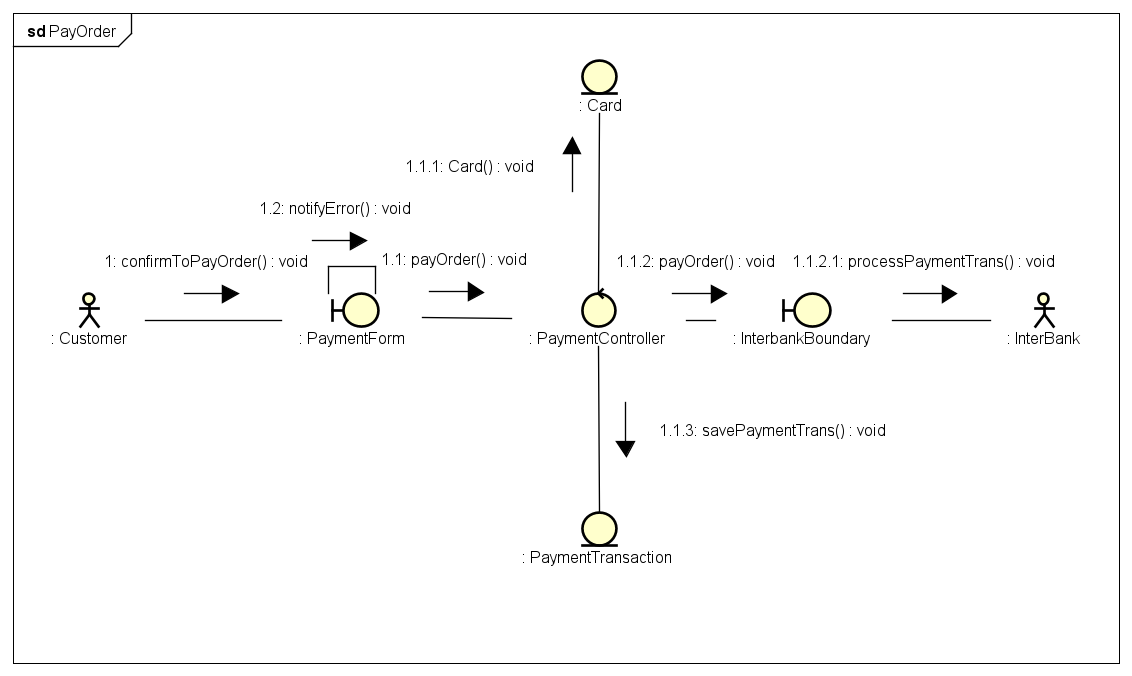 sd PayOrder
: Card
1.1.1: Card() : void
1.2: notifyError() : void
1: confirmToPayOrder() : void
1.1: payOrder() : void
1.1.2: payOrder() : void
1.1.2.1: processPaymentTrans() : void
: Customer
: PaymentForm
: PaymentController
: InterbankBoundary
: InterBank
1.1.3: savePaymentTrans() : void
: PaymentTransaction